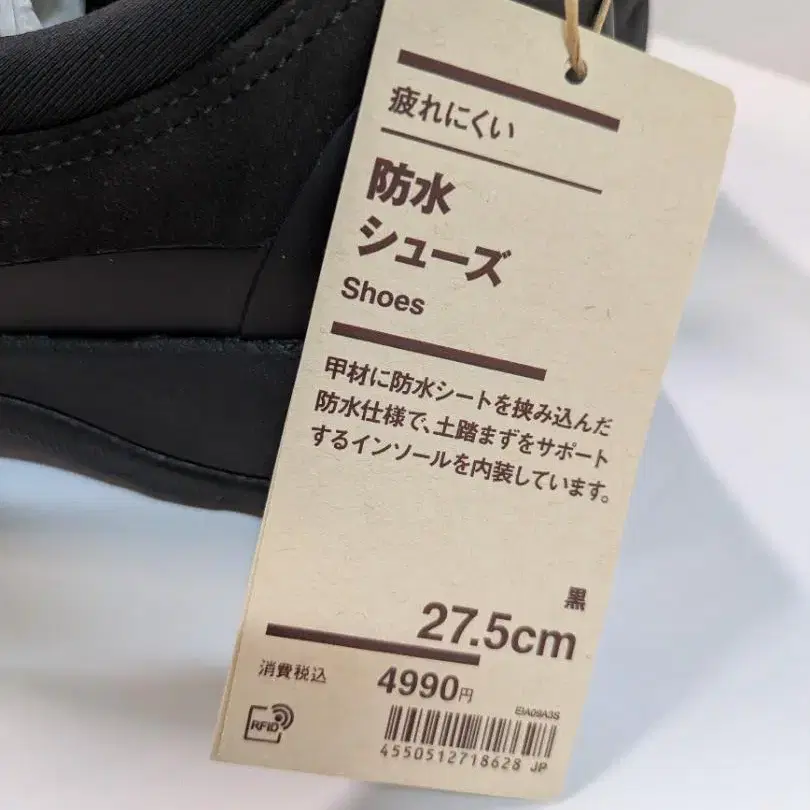 疲れにくい
防水
シューズ
Shoes
甲材に防水シートを挟み込んだ
防水仕様で、土踏まずをサポート
するインソールを内装しています。
黒
27.5cm
消費税込 4990円
EIA09A3S
RFID
4550512718628 JP